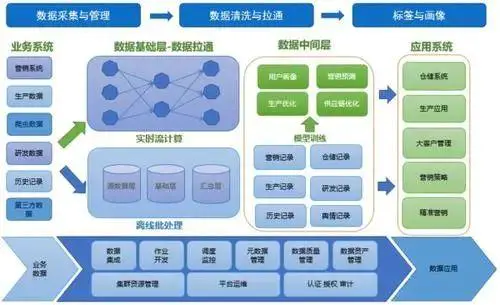 数据采集与管理
数据清洗与拉通
标签与画像
业务系统
数据基础层-数据拉通
数据中间层
应用系统
营销系统
生产数据
爬虫数据
研发数据
历史记录
第三方数据
实时流计算
源数据层
基础层
汇总层
离线批处理
用户画像
营销预测
生产优化
供应链优化
模型训练
营销记录
仓储记录
生产记录
研发记录
历史记录
舆情记录
仓储系统
生产应用
大客户管理
营销策略
精准营销
业务数据
数据集成
作业开发
调度监控
元数据管理
数据质量管理
数据资产管理
集群资源管理
平台运维
认证 授权 审计
数据应用